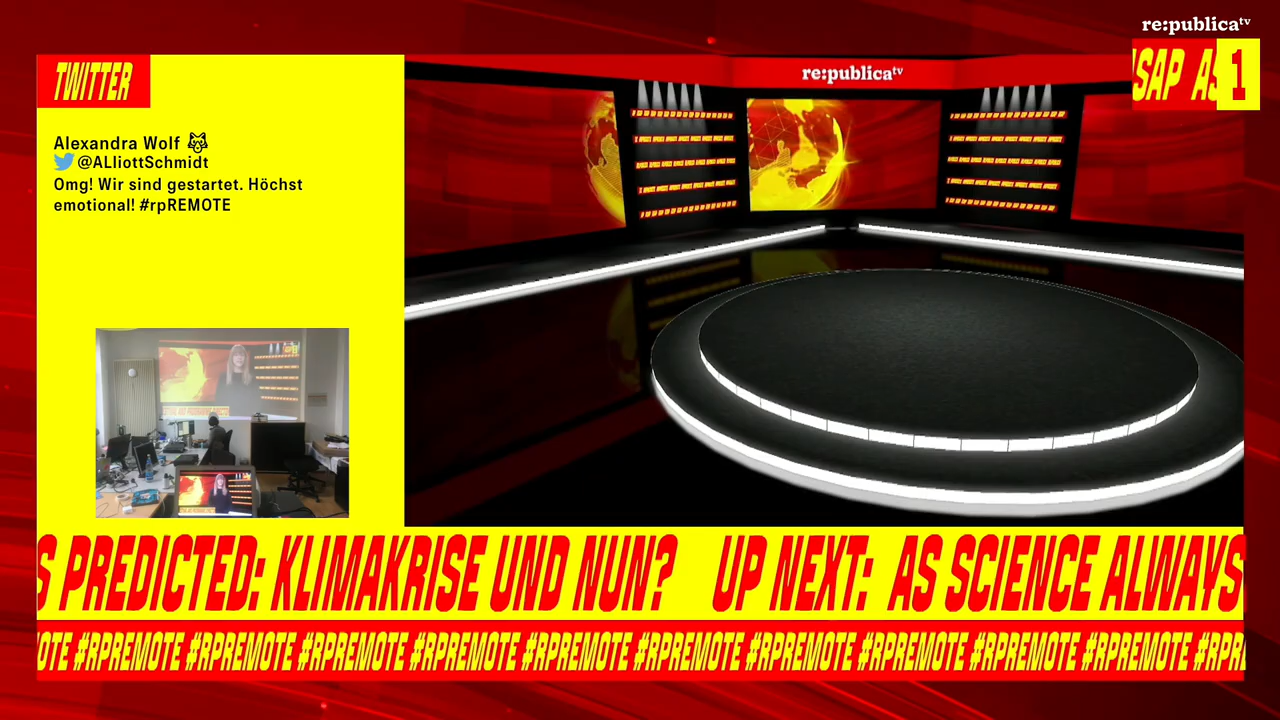 re:publica tv
TWITTER
re:publica tv
ASAP AS
1
Alexandra Wolf
@ALliottSchmidt
Omg! Wir sind gestartet. Höchst
emotional! #rpREMOTE
S PREDICTED: KLIMAKRISE UND NUN? UP NEXT: AS SCIENCE ALWAYS
OTE #RPREMOTE #RPREMOTE #RPREMOTE #RPREMOTE #RPREMOTE #RPREMOTE #RPREMOTE #RPREMOTE #RPREMOTE #RPREMOTE #RPR